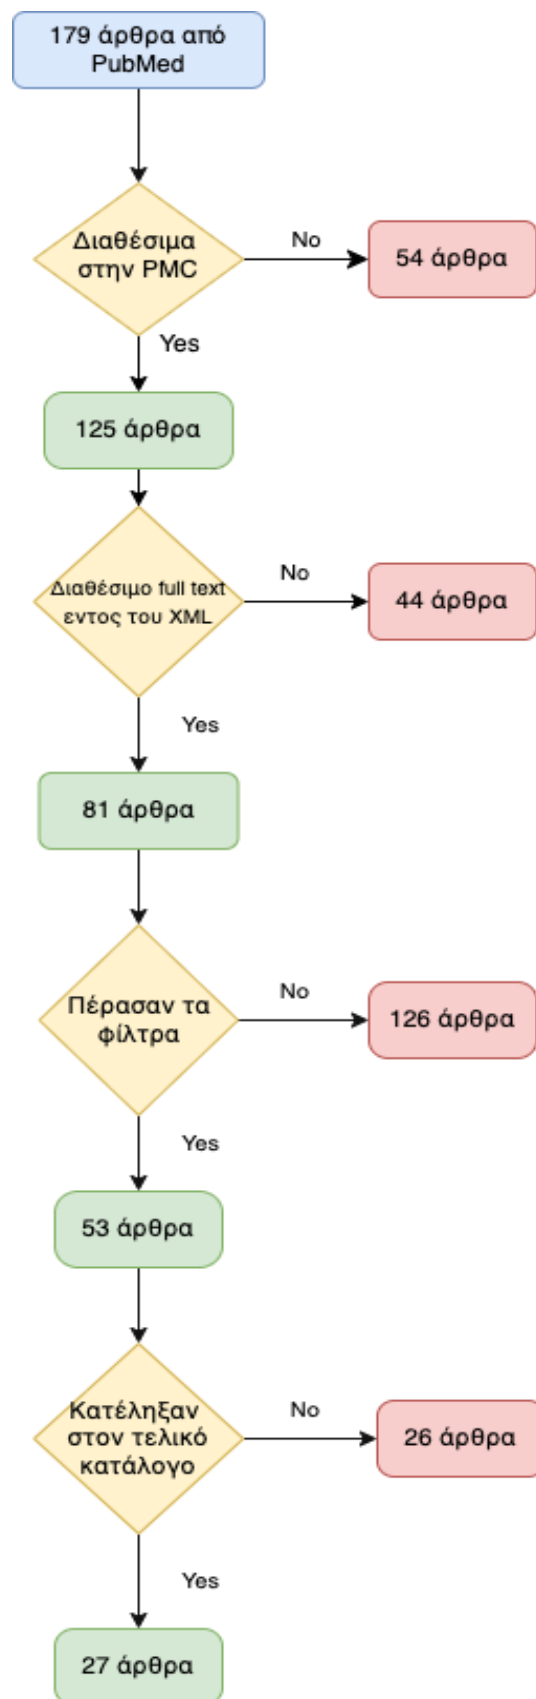 179 άρθρα από
PubMed
Διαθέσιμα
στην PMC
No
54 άρθρα
Yes
125 άρθρα
Διαθέσιμο full text
εντος του XML
No
44 άρθρα
Yes
81 άρθρα
Πέρασαν τα
φίλτρα
No
126 άρθρα
Yes
53 άρθρα
Κατέληξαν
στον τελικό
κατάλογο
No
26 άρθρα
Yes
27 άρθρα